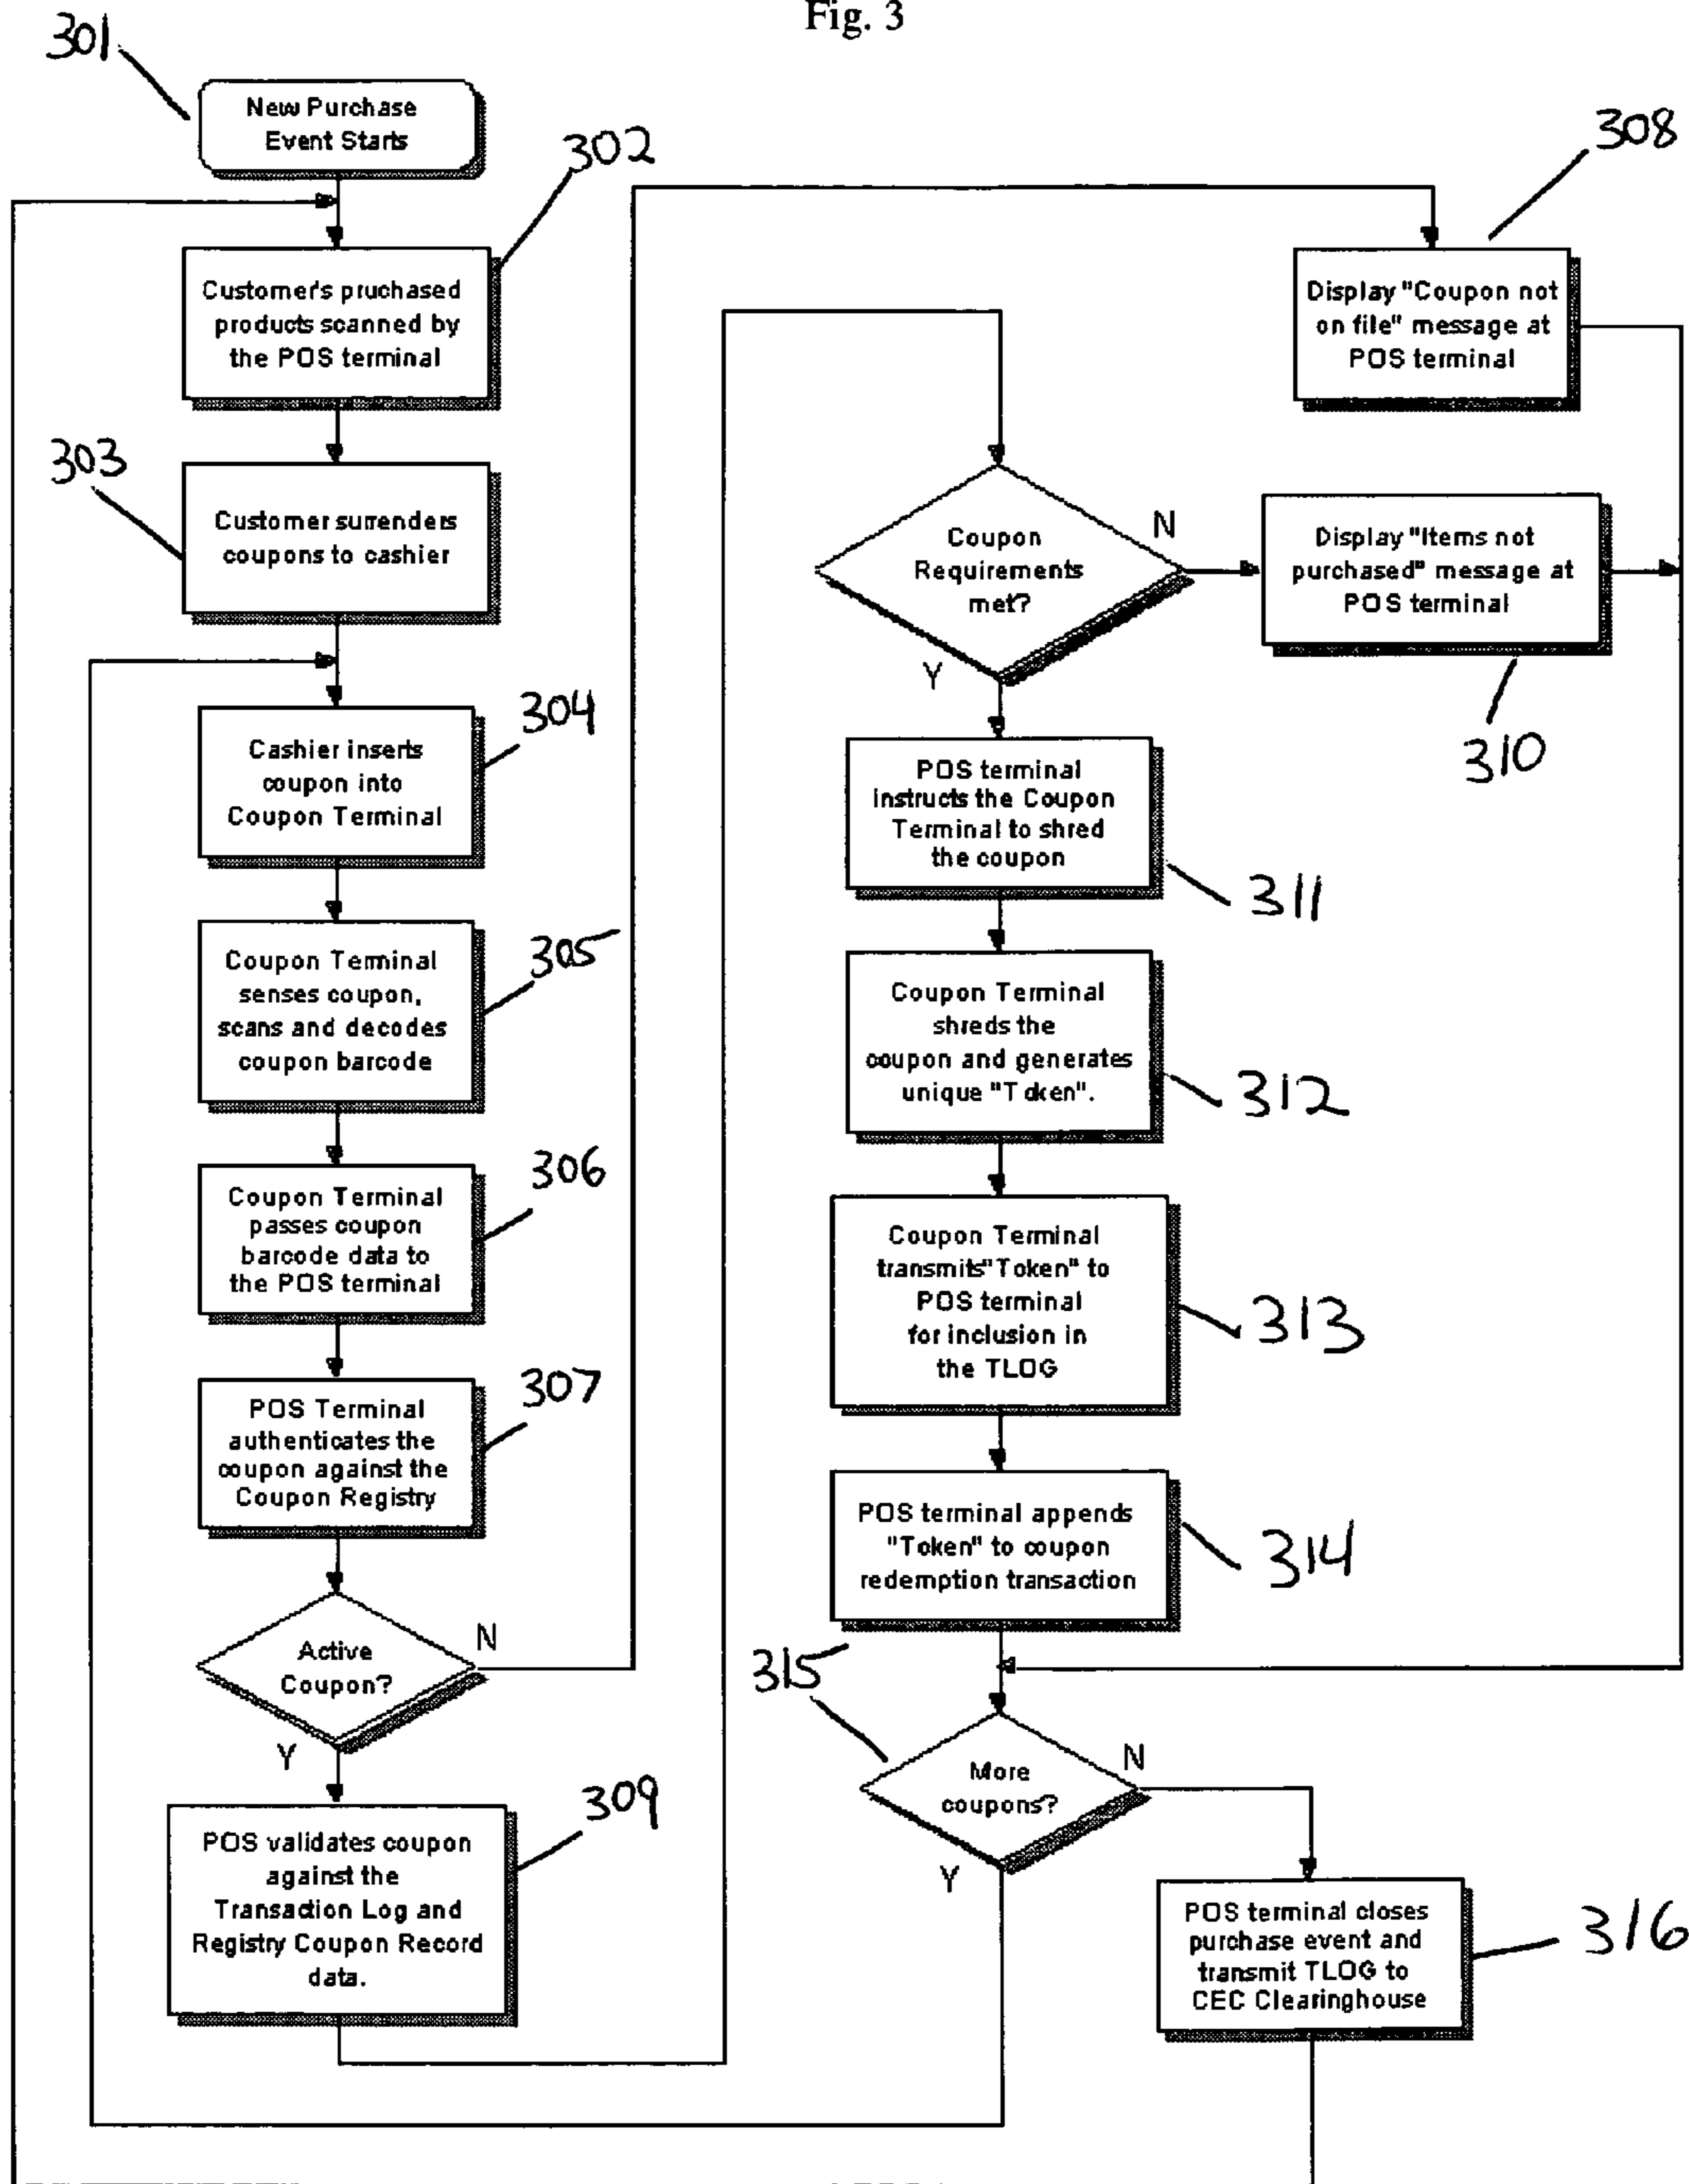 Fig. 3
301
New Purchase
Event Starts
302
Customer's pruchased
products scanned by
the POS terminal
303
Customer surrenders
coupons to cashier
304
Cashier inserts
coupon into
Coupon Terminal
305
Coupon Terminal
senses coupon,
scans and decodes
coupon barcode
306
Coupon Terminal
passes coupon
barcode data to
the POS terminal
307
POS Terminal
authenticates the
coupon against the
Coupon Registry
Active
Coupon?
N
Y
309
POS validates coupon
against the
Transaction Log and
Registry Coupon Record
data.
308
Display "Coupon not
on file" message at
POS terminal
Coupon
Requirements
met?
N
Y
Display "Items not
purchased" message at
POS terminal
310
POS terminal
instructs the Coupon
Terminal to shred
the coupon
311
Coupon Terminal
shreds the
coupon and generates
unique "Token".
312
Coupon Terminal
transmits"Token" to
POS terminal
for inclusion in
the TLOG
313
POS terminal appends
"Token" to coupon
redemption transaction
314
315
More
coupons?
N
Y
POS terminal closes
purchase event and
transmit TLOG to
CEC Clearinghouse
316